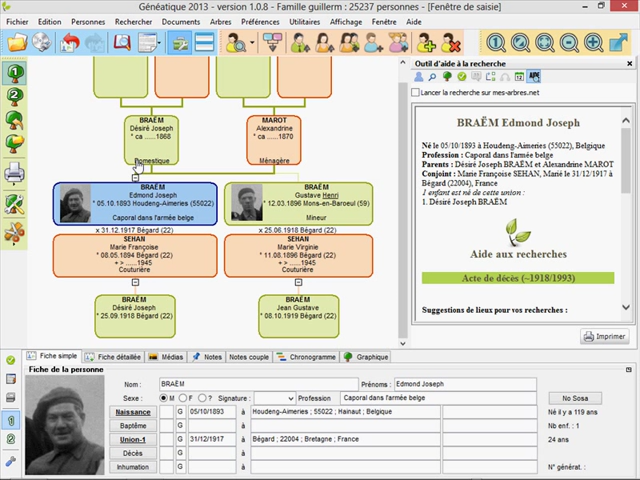 Généatique 2013 - version 1.0.8 - Famille guillerm : 25237 personnes - [Fenêtre de saisie]
Fichier Edition Personnes Rechercher Documents Arbres Préférences Utilitaires Affichage Fenêtre Aide
Outil d'aide à la recherche
Lancer la recherche sur mes-arbres.net
BRAËM
Désiré Joseph
° ca ......1868
Domestique
MAROT
Alexandrine
° ca ......1870
Ménagère
BRAËM
Edmond Joseph
° 05.10.1893 Houdeng-Aimeries (55022)
Caporal dans l'armée belge
BRAËM
Gustave Henri
° 12.03.1896 Mons-en-Baroeul (59)
Mineur
x 31.12.1917 Bégard (22)
x 25.06.1918 Bégard (22)
SEHAN
Marie Françoise
° 08.05.1894 Bégard (22)
+ > ......1945
Couturière
SEHAN
Marie Virginie
° 11.08.1896 Bégard (22)
+ > ......1945
Couturière
BRAËM
Désiré Joseph
° 25.09.1918 Bégard (22)
BRAËM
Jean Gustave
° 08.10.1919 Bégard (22)
BRAËM Edmond Joseph
Né le 05/10/1893 à Houdeng-Aimeries (55022), Belgique
Profession : Caporal dans l'armée belge
Parents : Désiré Joseph BRAËM et Alexandrine MAROT
Conjoint : Marie Françoise SEHAN, Marié le 31/12/1917 à
Bégard (22004), France
1 enfant est né de cette union :
1. Désiré Joseph BRAËM
Aide aux recherches
Acte de décès (~1918/1993)
Suggestions de lieux pour vos recherches :
Imprimer
Fiche simple Fiche détaillée Médias Notes Notes couple Chronogramme Graphique
Fiche de la personne
Nom : BRAËM Prénoms : Edmond Joseph
Sexe : M F ? Signature : Profession Caporal dans l'armée belge No Sosa
Naissance G 05/10/1893 à Houdeng-Aimeries ; 55022 ; Hainaut ; Belgique Né il y a 119 ans
Baptême G à Nb enf. : 1
Union-1 G 31/12/1917 à Bégard ; 22004 ; Bretagne ; France 24 ans
Décès G à
Inhumation G à N° générat. :
1
2